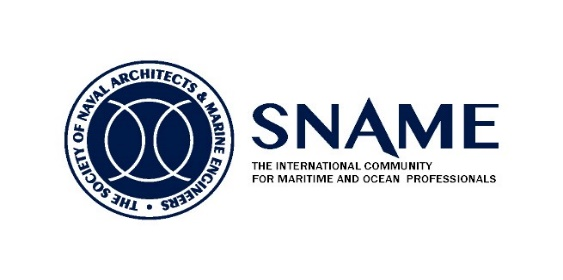 THE SOCIETY OF NAVAL ARCHITECTS & MARINE ENGINEERS •
SNAME
THE INTERNATIONAL COMMUNITY
FOR MARITIME AND OCEAN PROFESSIONALS